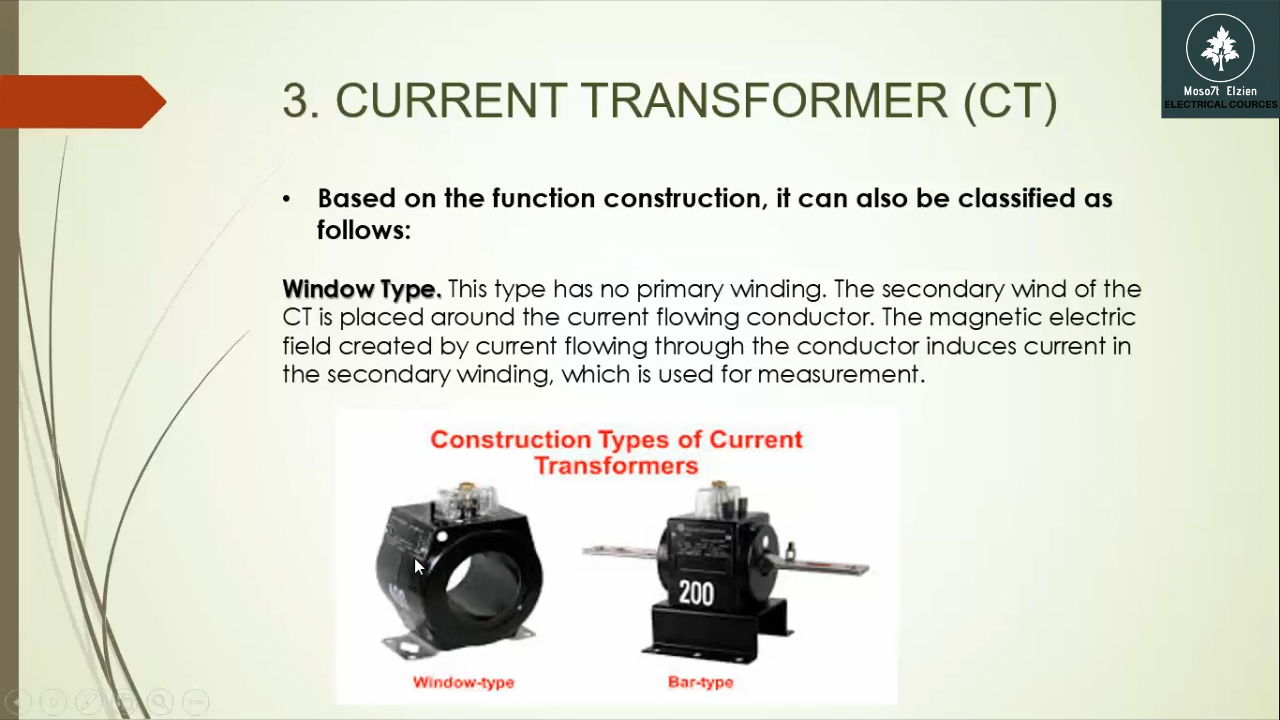 Moso7t Elzien
ELECTRICAL COURCES
3. CURRENT TRANSFORMER (CT)
• Based on the function construction, it can also be classified as
follows:
Window Type. This type has no primary winding. The secondary wind of the
CT is placed around the current flowing conductor. The magnetic electric
field created by current flowing through the conductor induces current in
the secondary winding, which is used for measurement.
Construction Types of Current
Transformers
200
Window-type
Bar-type